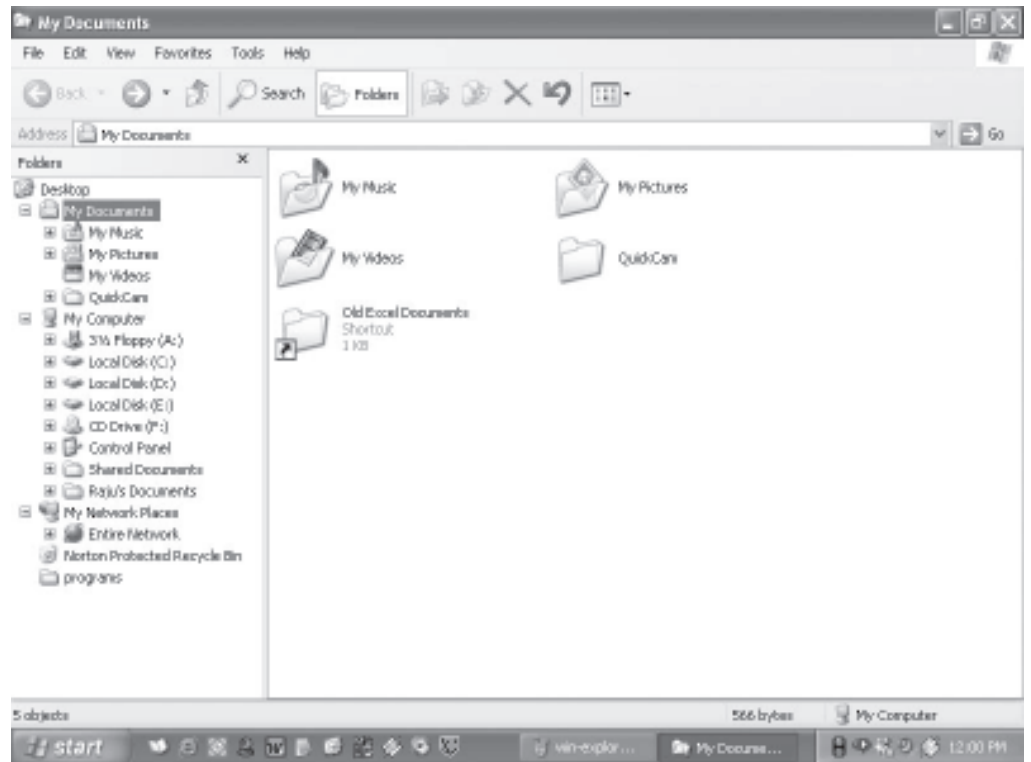 My Documents
File Edit View Favorites Tools Help
Back Search Folders
Address My Documents Go
Folders
Desktop
My Documents
My Music
My Pictures
My Videos
QuickCam
My Computer
3½ Floppy (A:)
Local Disk (C:)
Local Disk (D:)
Local Disk (E:)
CD Drive (F:)
Control Panel
Shared Documents
Raju's Documents
My Network Places
Entire Network
Norton Protected Recycle Bin
programs
My Music
My Pictures
My Videos
QuickCam
Old Excel Documents
Shortcut
1 KB
5 objects
566 bytes
My Computer
start
win-explor...
My Docume...
12:00 PM